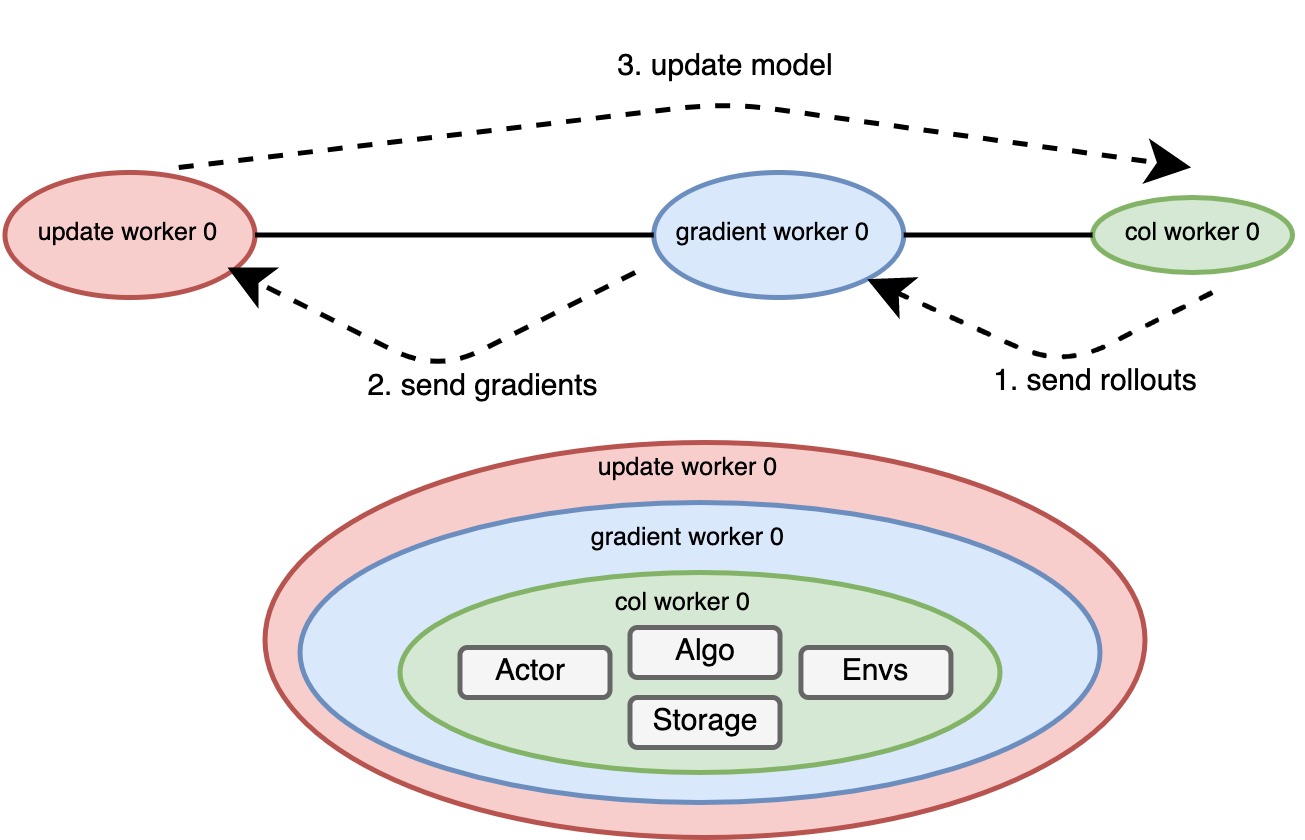 3. update model
update worker 0
gradient worker 0
col worker 0
2. send gradients
1. send rollouts
update worker 0
gradient worker 0
col worker 0
Actor
Algo
Envs
Storage